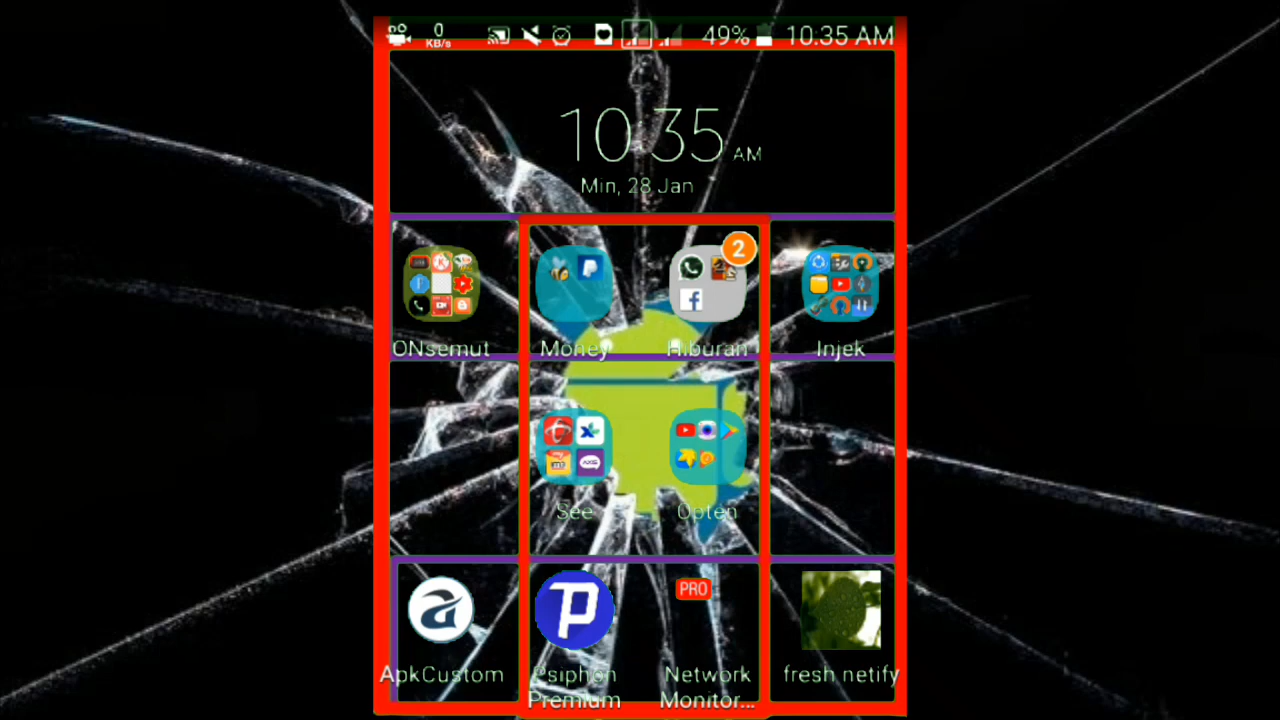 0 KB/s 49% 10:35 AM
10 35 AM
Min, 28 Jan
2
ONsemut Money Hiburan Injek
AXIS
See Opten
PRO
ApkCustom Psiphon Premium Network Monitor... fresh netify